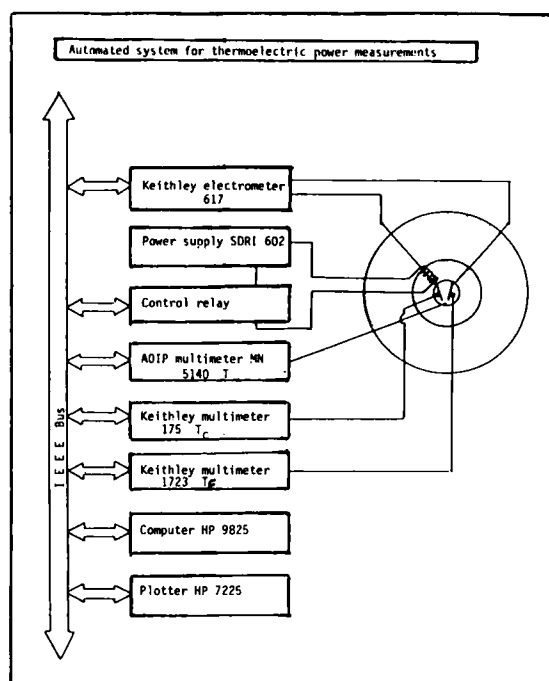 Automated system for thermoelectric power measurements
Keithley electrometer
617
Power supply SDRI 602
Control relay
AOIP multimeter MN
5140 T
Keithley multimeter
175 Tc
Keithley multimeter
1723 TF
Computer HP 9825
Plotter HP 7225
IEEE Bus